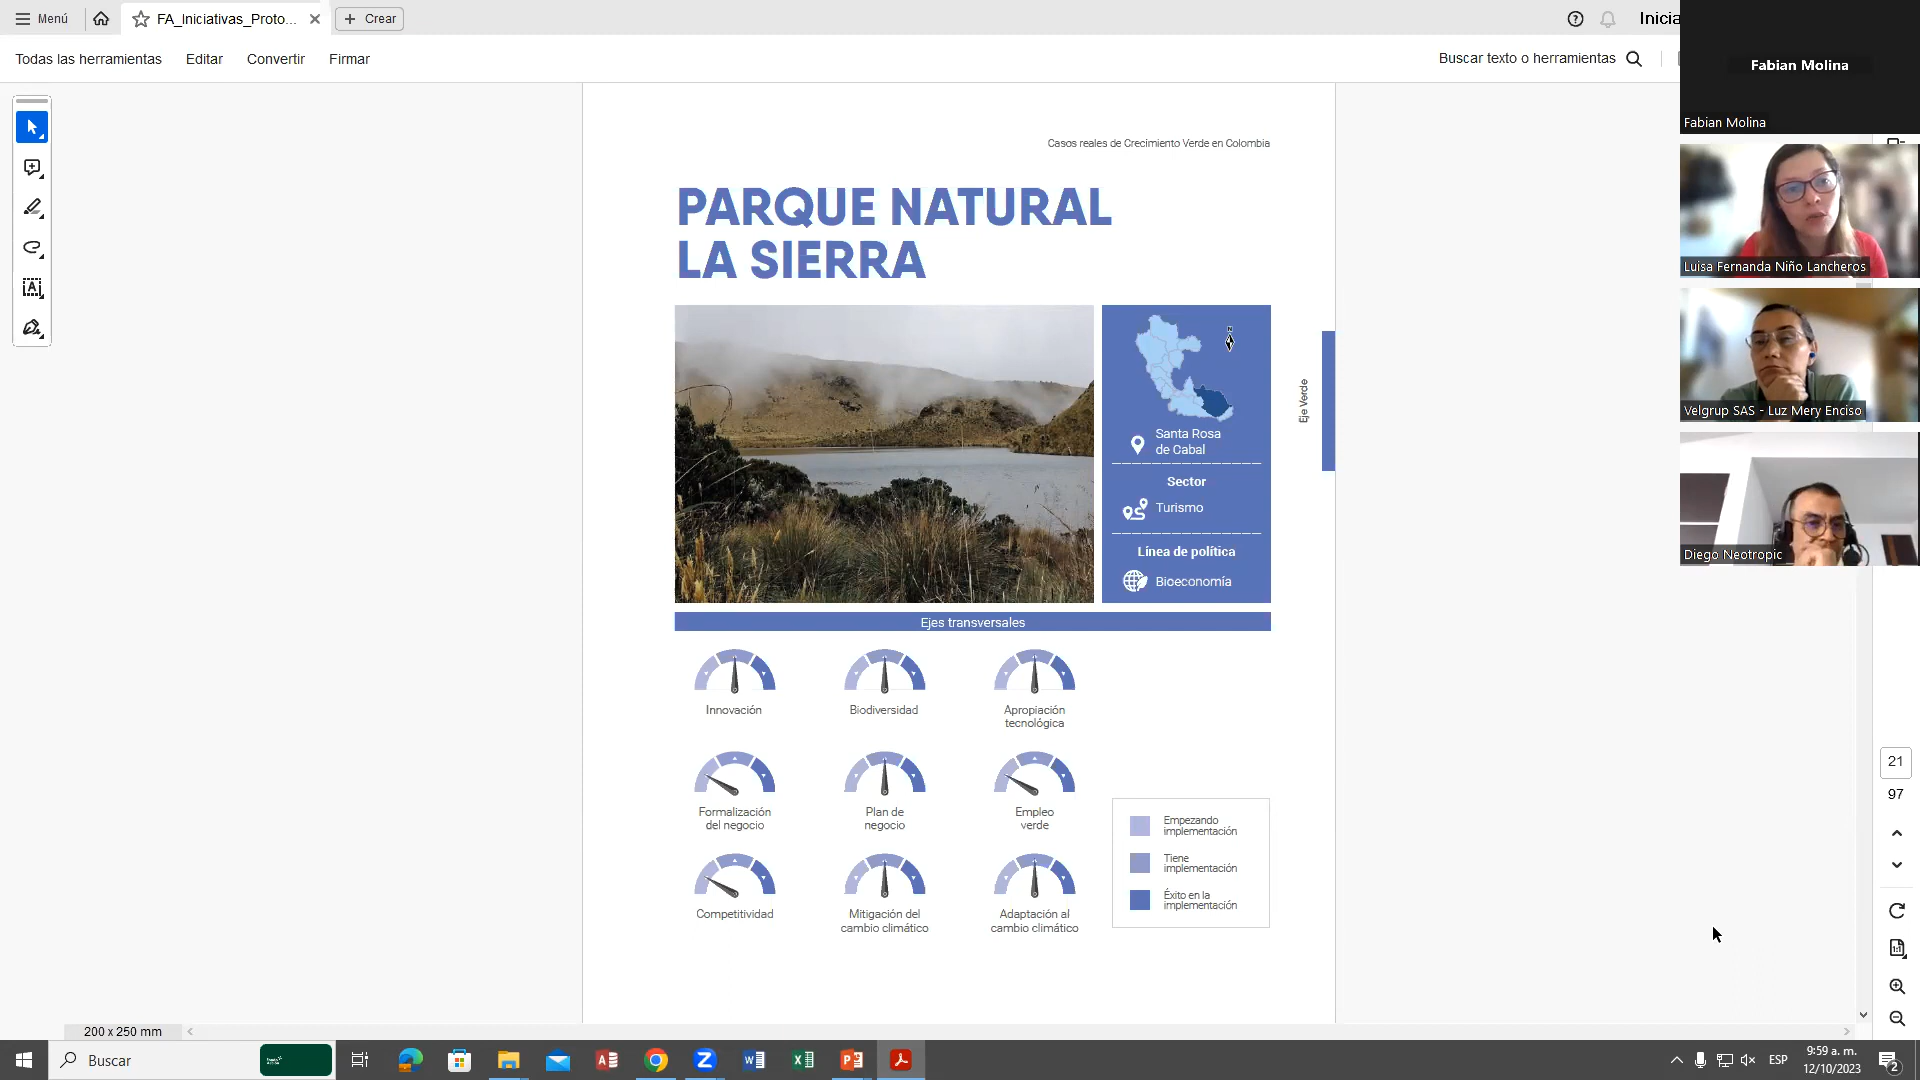 Menú
FA_Iniciativas_Proto...
Crear
Inicia
Todas las herramientas
Editar
Convertir
Firmar
Buscar texto o herramientas
Fabian Molina
Fabian Molina
Luisa Fernanda Niño Lancheros
Velgrup SAS - Luz Mery Enciso
Diego Neotropic
Casos reales de Crecimiento Verde en Colombia
PARQUE NATURAL
LA SIERRA
N
Santa Rosa
de Cabal
Sector
Turismo
Línea de política
Bioeconomía
Eje Verde
Ejes transversales
Innovación
Biodiversidad
Apropiación
tecnológica
Formalización
del negocio
Plan de
negocio
Empleo
verde
Competitividad
Mitigación del
cambio climático
Adaptación al
cambio climático
Empezando
implementación
Tiene
implementación
Éxito en la
implementación
21
97
200 x 250 mm
Buscar
ESP
9:59 a. m.
12/10/2023
2